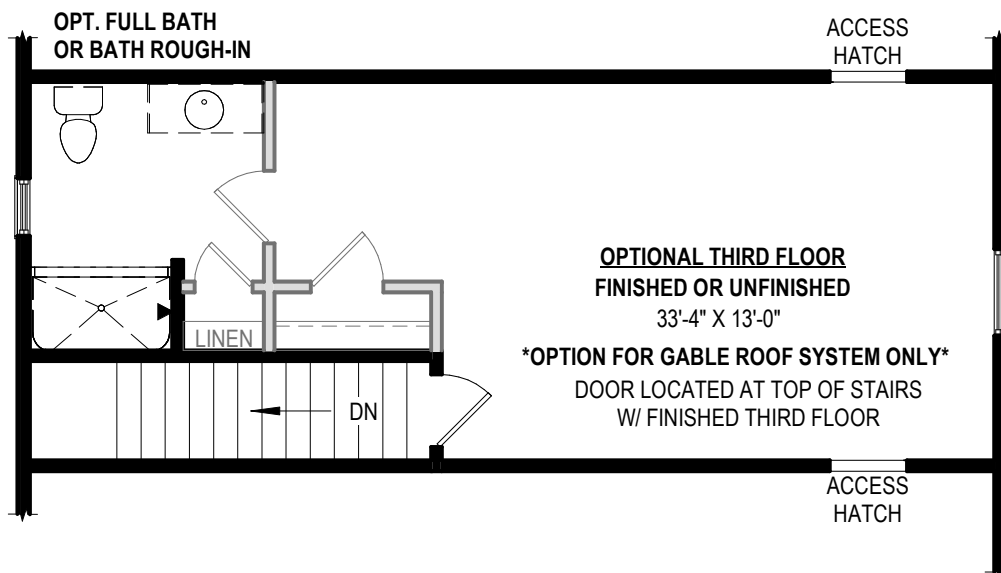 OPT. FULL BATH
OR BATH ROUGH-IN
ACCESS
HATCH
OPTIONAL THIRD FLOOR
FINISHED OR UNFINISHED
33'-4" X 13'-0"
*OPTION FOR GABLE ROOF SYSTEM ONLY*
DOOR LOCATED AT TOP OF STAIRS
W/ FINISHED THIRD FLOOR
LINEN
DN
ACCESS
HATCH